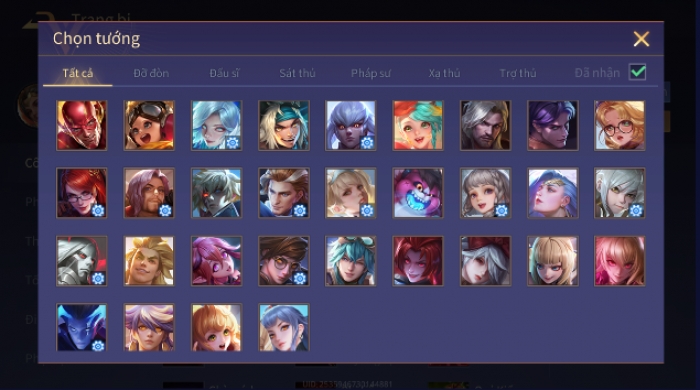 Trang bị
Chọn tướng
Tất cả Đỡ đòn Đấu sĩ Sát thủ Pháp sư Xạ thủ Trợ thủ Đã nhận